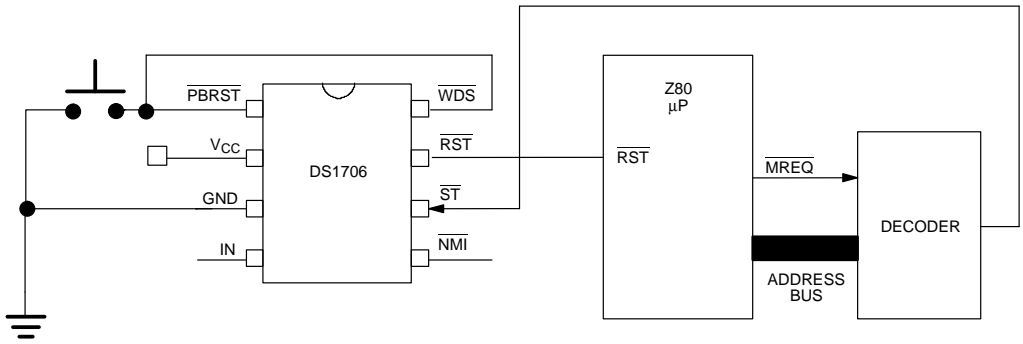 PBRST
VCC
GND
IN
DS1706
WDS
RST
ST
NMI
Z80
μP
RST
MREQ
ADDRESS
BUS
DECODER